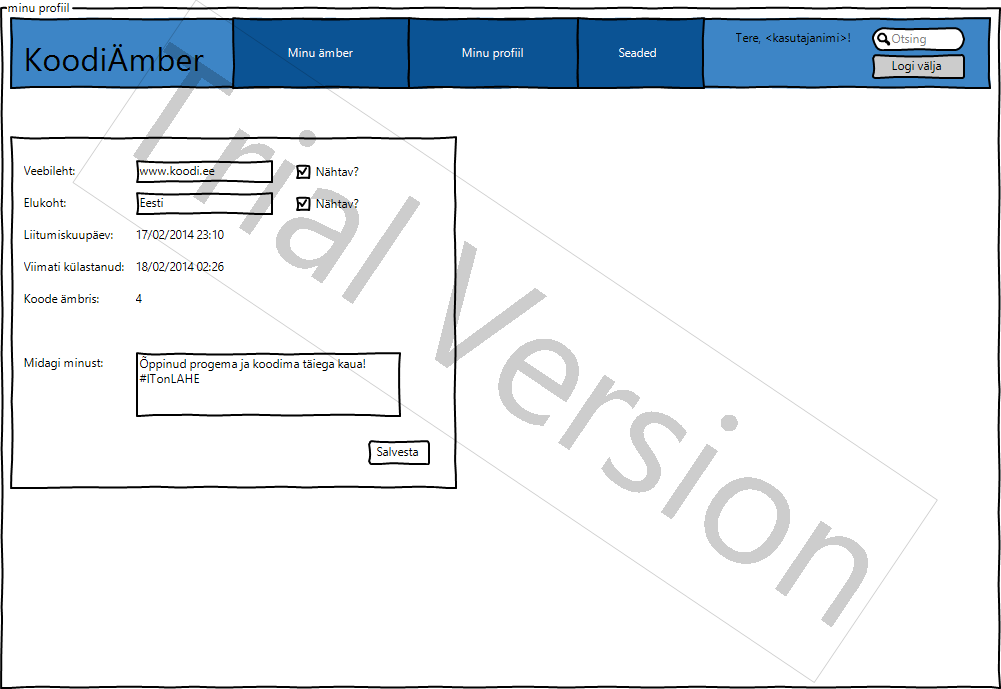 minu profiil
KoodiÄmber
Minu ämber
Minu profiil
Seaded
Tere, <kasutajanimi>!
Otsing
Logi välja
Veebileht: www.koodi.ee Nähtav?
Elukoht: Eesti Nähtav?
Liitumiskuupäev: 17/02/2014 23:10
Viimati külastanud: 18/02/2014 02:26
Koode ämbris: 4
Midagi minust: Õppinud progema ja koodima täiega kaua!
#ITonLAHE
Salvesta
Trial Version